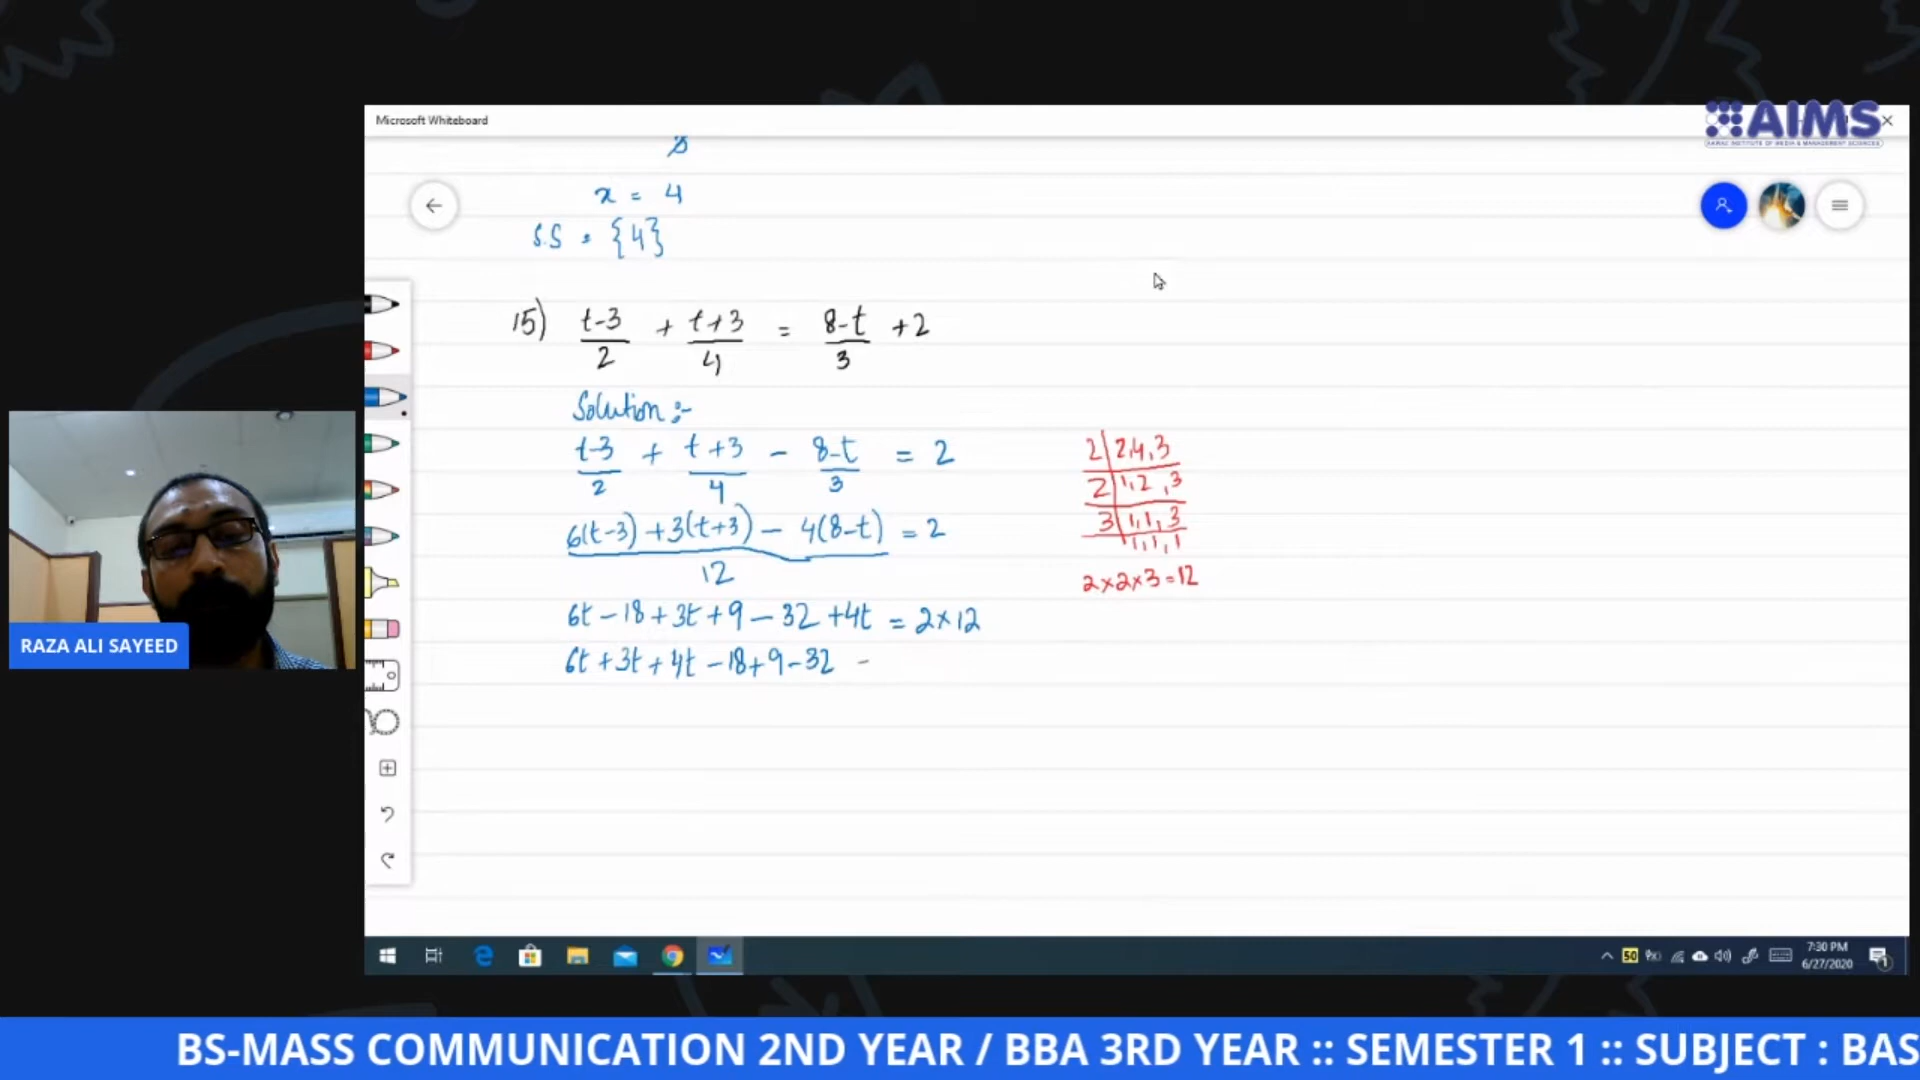 Microsoft Whiteboard
AIMS
x = 4
S.S = {4}
15) t-3/2 + t+3/4 = 8-t/3 + 2
Solution :-
t-3/2 + t+3/4 - 8-t/3 = 2
6(t-3) + 3(t+3) - 4(8-t) = 2
12
6t - 18 + 3t + 9 - 32 + 4t = 2×12
6t + 3t + 4t - 18 + 9 - 32 -
2 | 2,4,3
2 | 1,2,3
3 | 1,1,3
1,1,1
2×2×3=12
RAZA ALI SAYEED
50
7:30 PM
6/27/2020
BS-MASS COMMUNICATION 2ND YEAR / BBA 3RD YEAR :: SEMESTER 1 :: SUBJECT : BAS